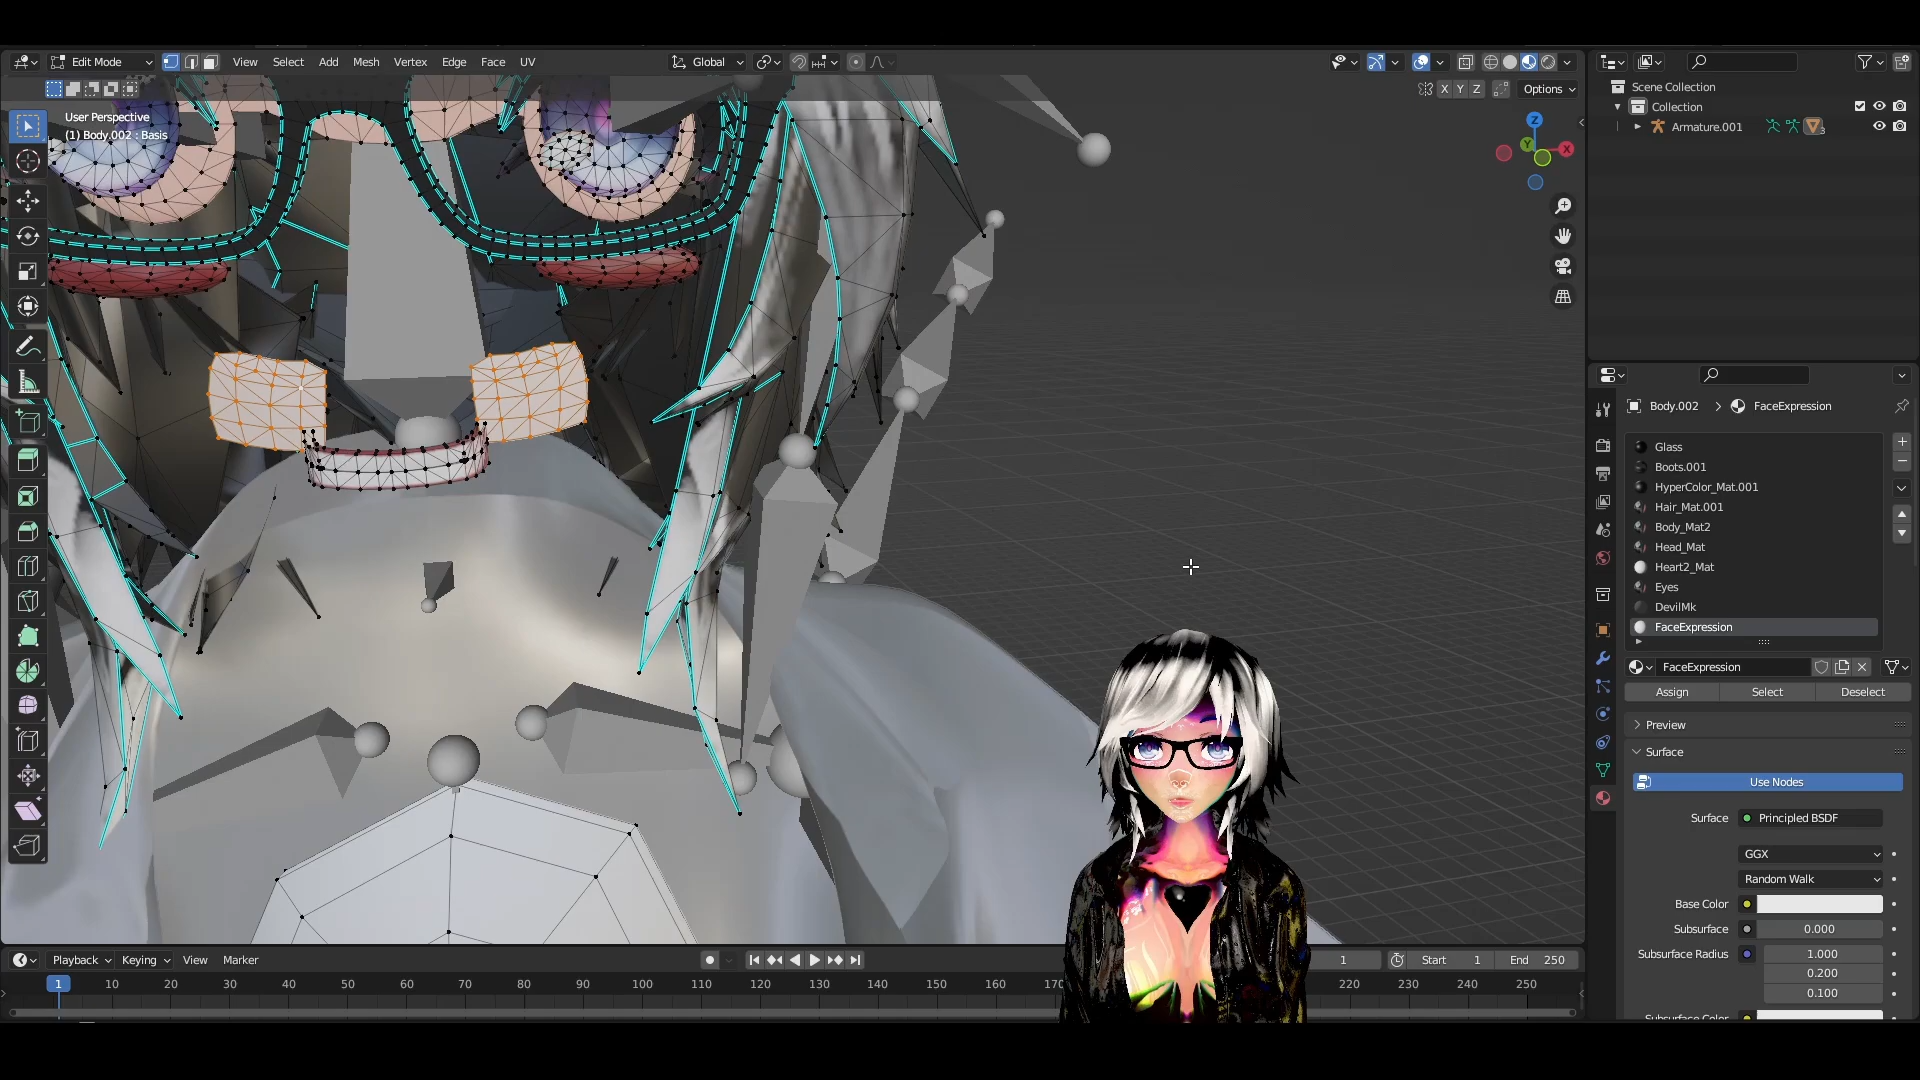 Edit Mode View Select Add Mesh Vertex Edge Face UV Global
X Y Z Options
User Perspective
(1) Body.002 : Basis
Z
Y X
Scene Collection
Collection
Armature.001 3
Body.002 > FaceExpression
Glass
Boots.001
HyperColor_Mat.001
Hair_Mat.001
Body_Mat2
Head_Mat
Heart2_Mat
Eyes
DevilMk
FaceExpression
FaceExpression
Assign Select Deselect
Preview
Surface
Use Nodes
Surface Principled BSDF
GGX
Random Walk
Base Color
Subsurface 0.000
Subsurface Radius 1.000
0.200
0.100
Subsurface Color
Playback Keying View Marker 1 Start 1 End 250
1 10 20 30 40 50 60 70 80 90 100 110 120 130 140 150 160 220 230 240 250